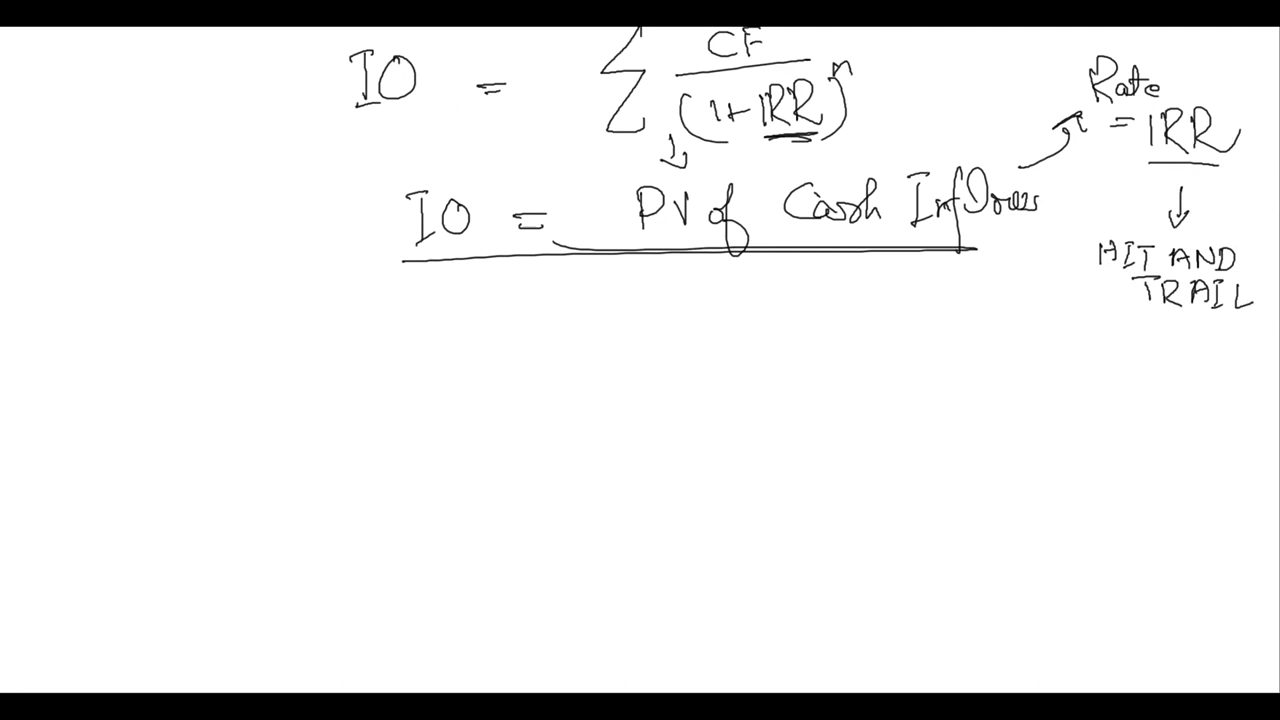 IO = Σ CF / (1 + IRR)^n
Rate
= IRR
IO = PV of Cash Inflows
HIT AND
TRAIL